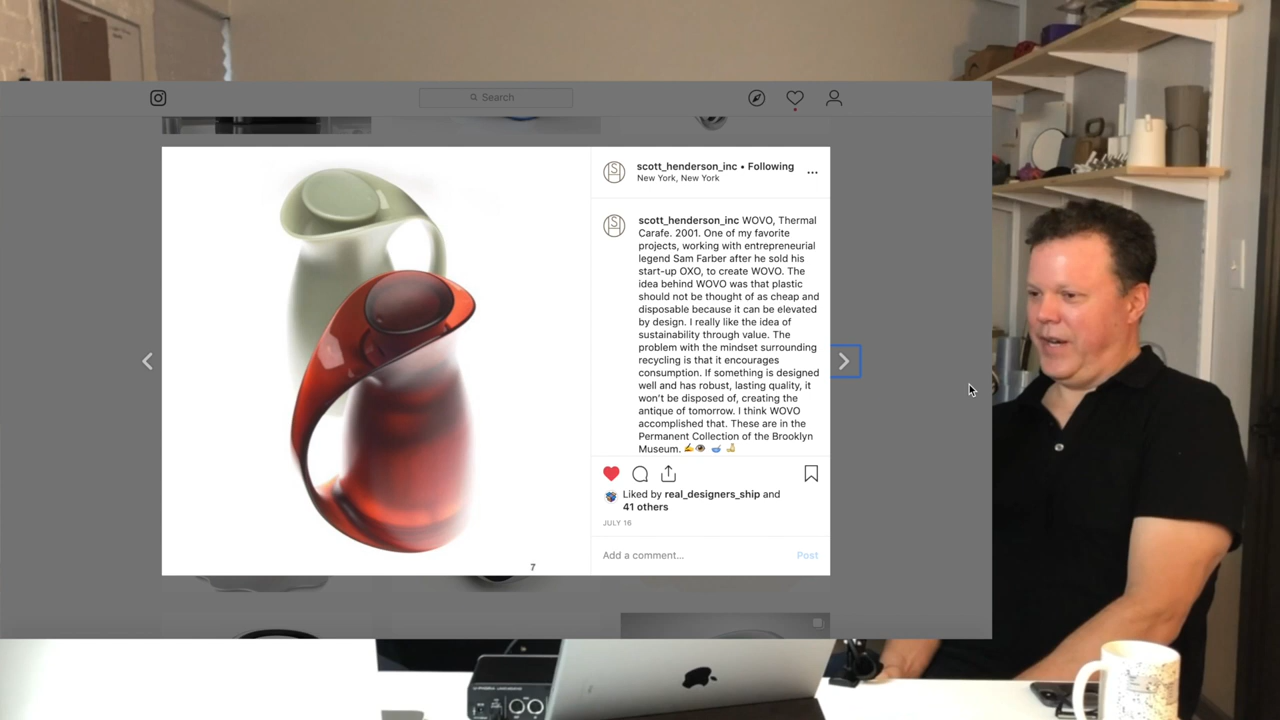 Search
scott_henderson_inc • Following
New York, New York
scott_henderson_inc WOVO, Thermal
Carafe. 2001. One of my favorite
projects, working with entrepreneurial
legend Sam Farber after he sold his
start-up OXO, to create WOVO. The
idea behind WOVO was that plastic
should not be thought of as cheap and
disposable because it can be elevated
by design. I really like the idea of
sustainability through value. The
problem with the mindset surrounding
recycling is that it encourages
consumption. If something is designed
well and has robust, lasting quality, it
won't be disposed of, creating the
antique of tomorrow. I think WOVO
accomplished that. These are in the
Permanent Collection of the Brooklyn
Museum.
Liked by real_designers_ship and
41 others
JULY 16
Add a comment... Post
7